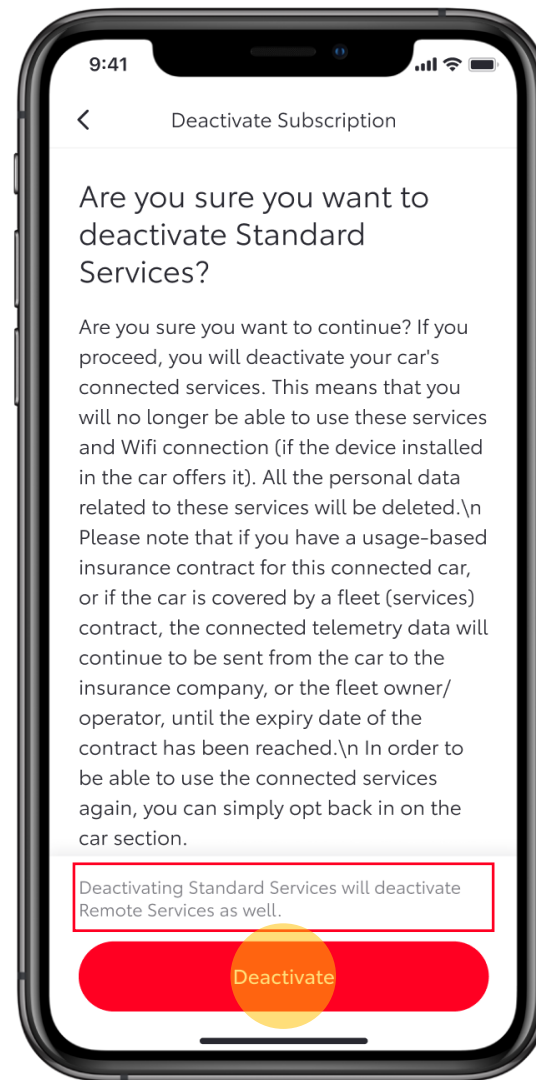 9:41
Deactivate Subscription
Are you sure you want to
deactivate Standard
Services?
Are you sure you want to continue? If you
proceed, you will deactivate your car's
connected services. This means that you
will no longer be able to use these services
and Wifi connection (if the device installed
in the car offers it). All the personal data
related to these services will be deleted.\n
Please note that if you have a usage-based
insurance contract for this connected car,
or if the car is covered by a fleet (services)
contract, the connected telemetry data will
continue to be sent from the car to the
insurance company, or the fleet owner/
operator, until the expiry date of the
contract has been reached.\n In order to
be able to use the connected services
again, you can simply opt back in on the
car section.
Deactivating Standard Services will deactivate
Remote Services as well.
Deactivate